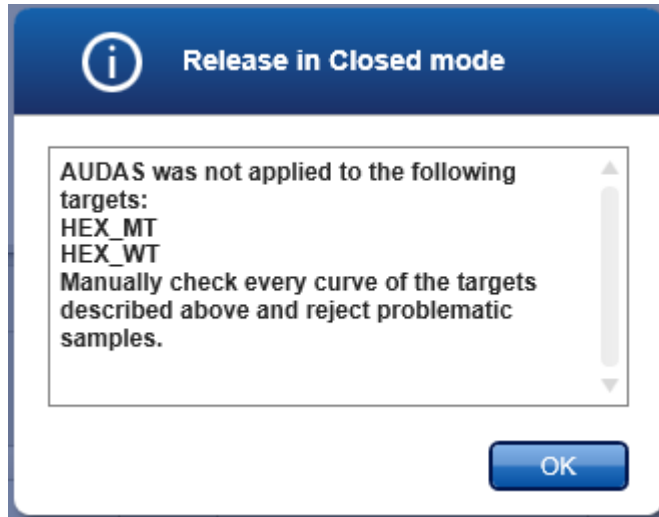 Release in Closed mode
AUDAS was not applied to the following
targets:
HEX_MT
HEX_WT
Manually check every curve of the targets
described above and reject problematic
samples.
OK